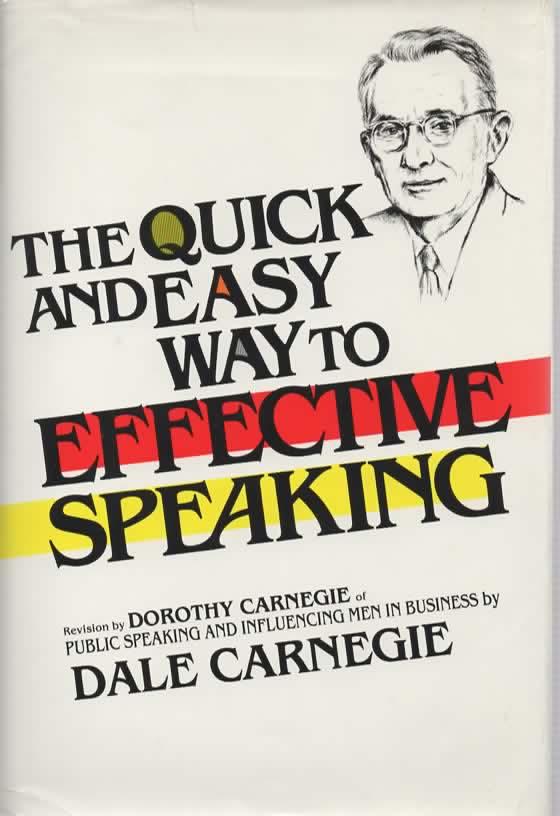 THE QUICK
AND EASY
WAY TO
EFFECTIVE
SPEAKING
Revision by DOROTHY CARNEGIE of
PUBLIC SPEAKING AND INFLUENCING MEN IN BUSINESS by
DALE CARNEGIE